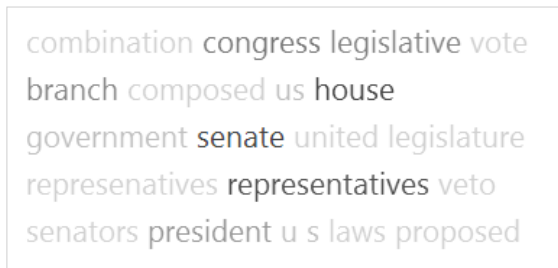 combination congress legislative vote
branch composed us house
government senate united legislature
represenatives representatives veto
senators president u s laws proposed